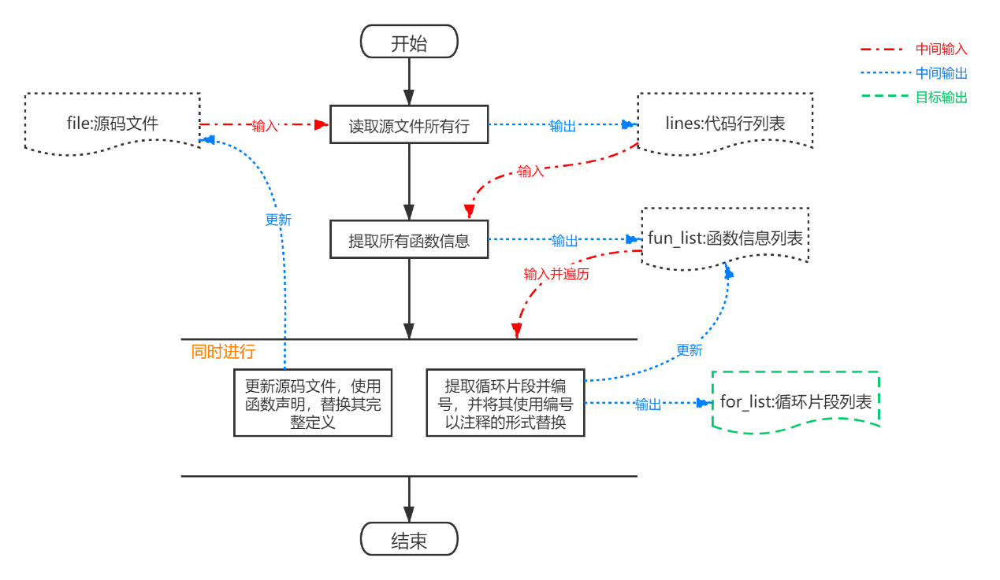 开始
中间输入
中间输出
目标输出
file:源码文件
输入
读取源文件所有行
输出
lines:代码行列表
输入
更新
提取所有函数信息
输出
fun_list:函数信息列表
输入并遍历
同时进行
更新
更新源码文件，使用
函数声明，替换其完
整定义
提取循环片段并编
号，并将其使用编号
以注释的形式替换
输出
for_list:循环片段列表
结束